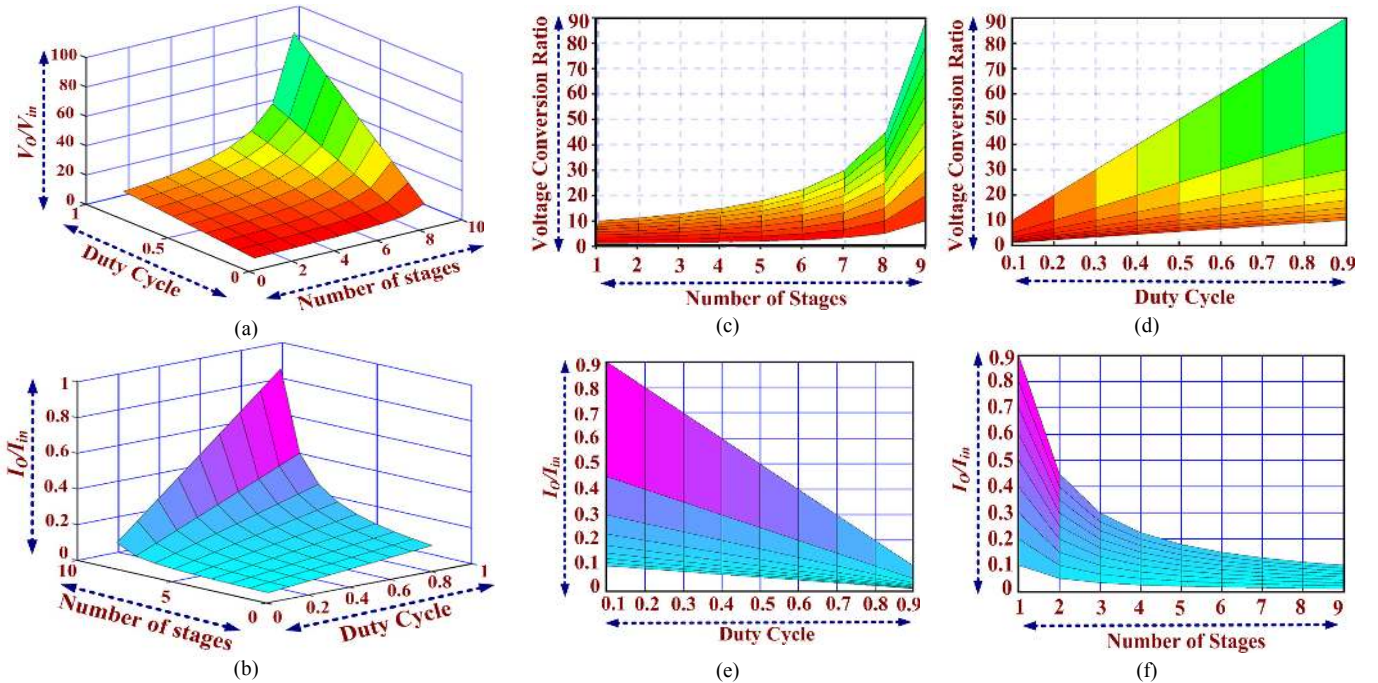 100
80
60
40
20
0
V_O/V_in
1
0.5
0
Duty Cycle
0
2
4
6
8
10
Number of stages
(a)
90
80
70
60
50
40
30
20
10
0
Voltage Conversion Ratio
1 2 3 4 5 6 7 8 9
Number of Stages
(c)
90
80
70
60
50
40
30
20
10
0
Voltage Conversion Ratio
0.1 0.2 0.3 0.4 0.5 0.6 0.7 0.8 0.9
Duty Cycle
(d)
1
0.8
0.6
0.4
0.2
0
I_O/I_in
10
5
0
Number of stages
0
0.2
0.4
0.6
0.8
1
Duty Cycle
(b)
0.9
0.8
0.7
0.6
0.5
0.4
0.3
0.2
0.1
0
I_O/I_in
0.1 0.2 0.3 0.4 0.5 0.6 0.7 0.8 0.9
Duty Cycle
(e)
0.9
0.8
0.7
0.6
0.5
0.4
0.3
0.2
0.1
0
I_O/I_in
1 2 3 4 5 6 7 8 9
Number of Stages
(f)